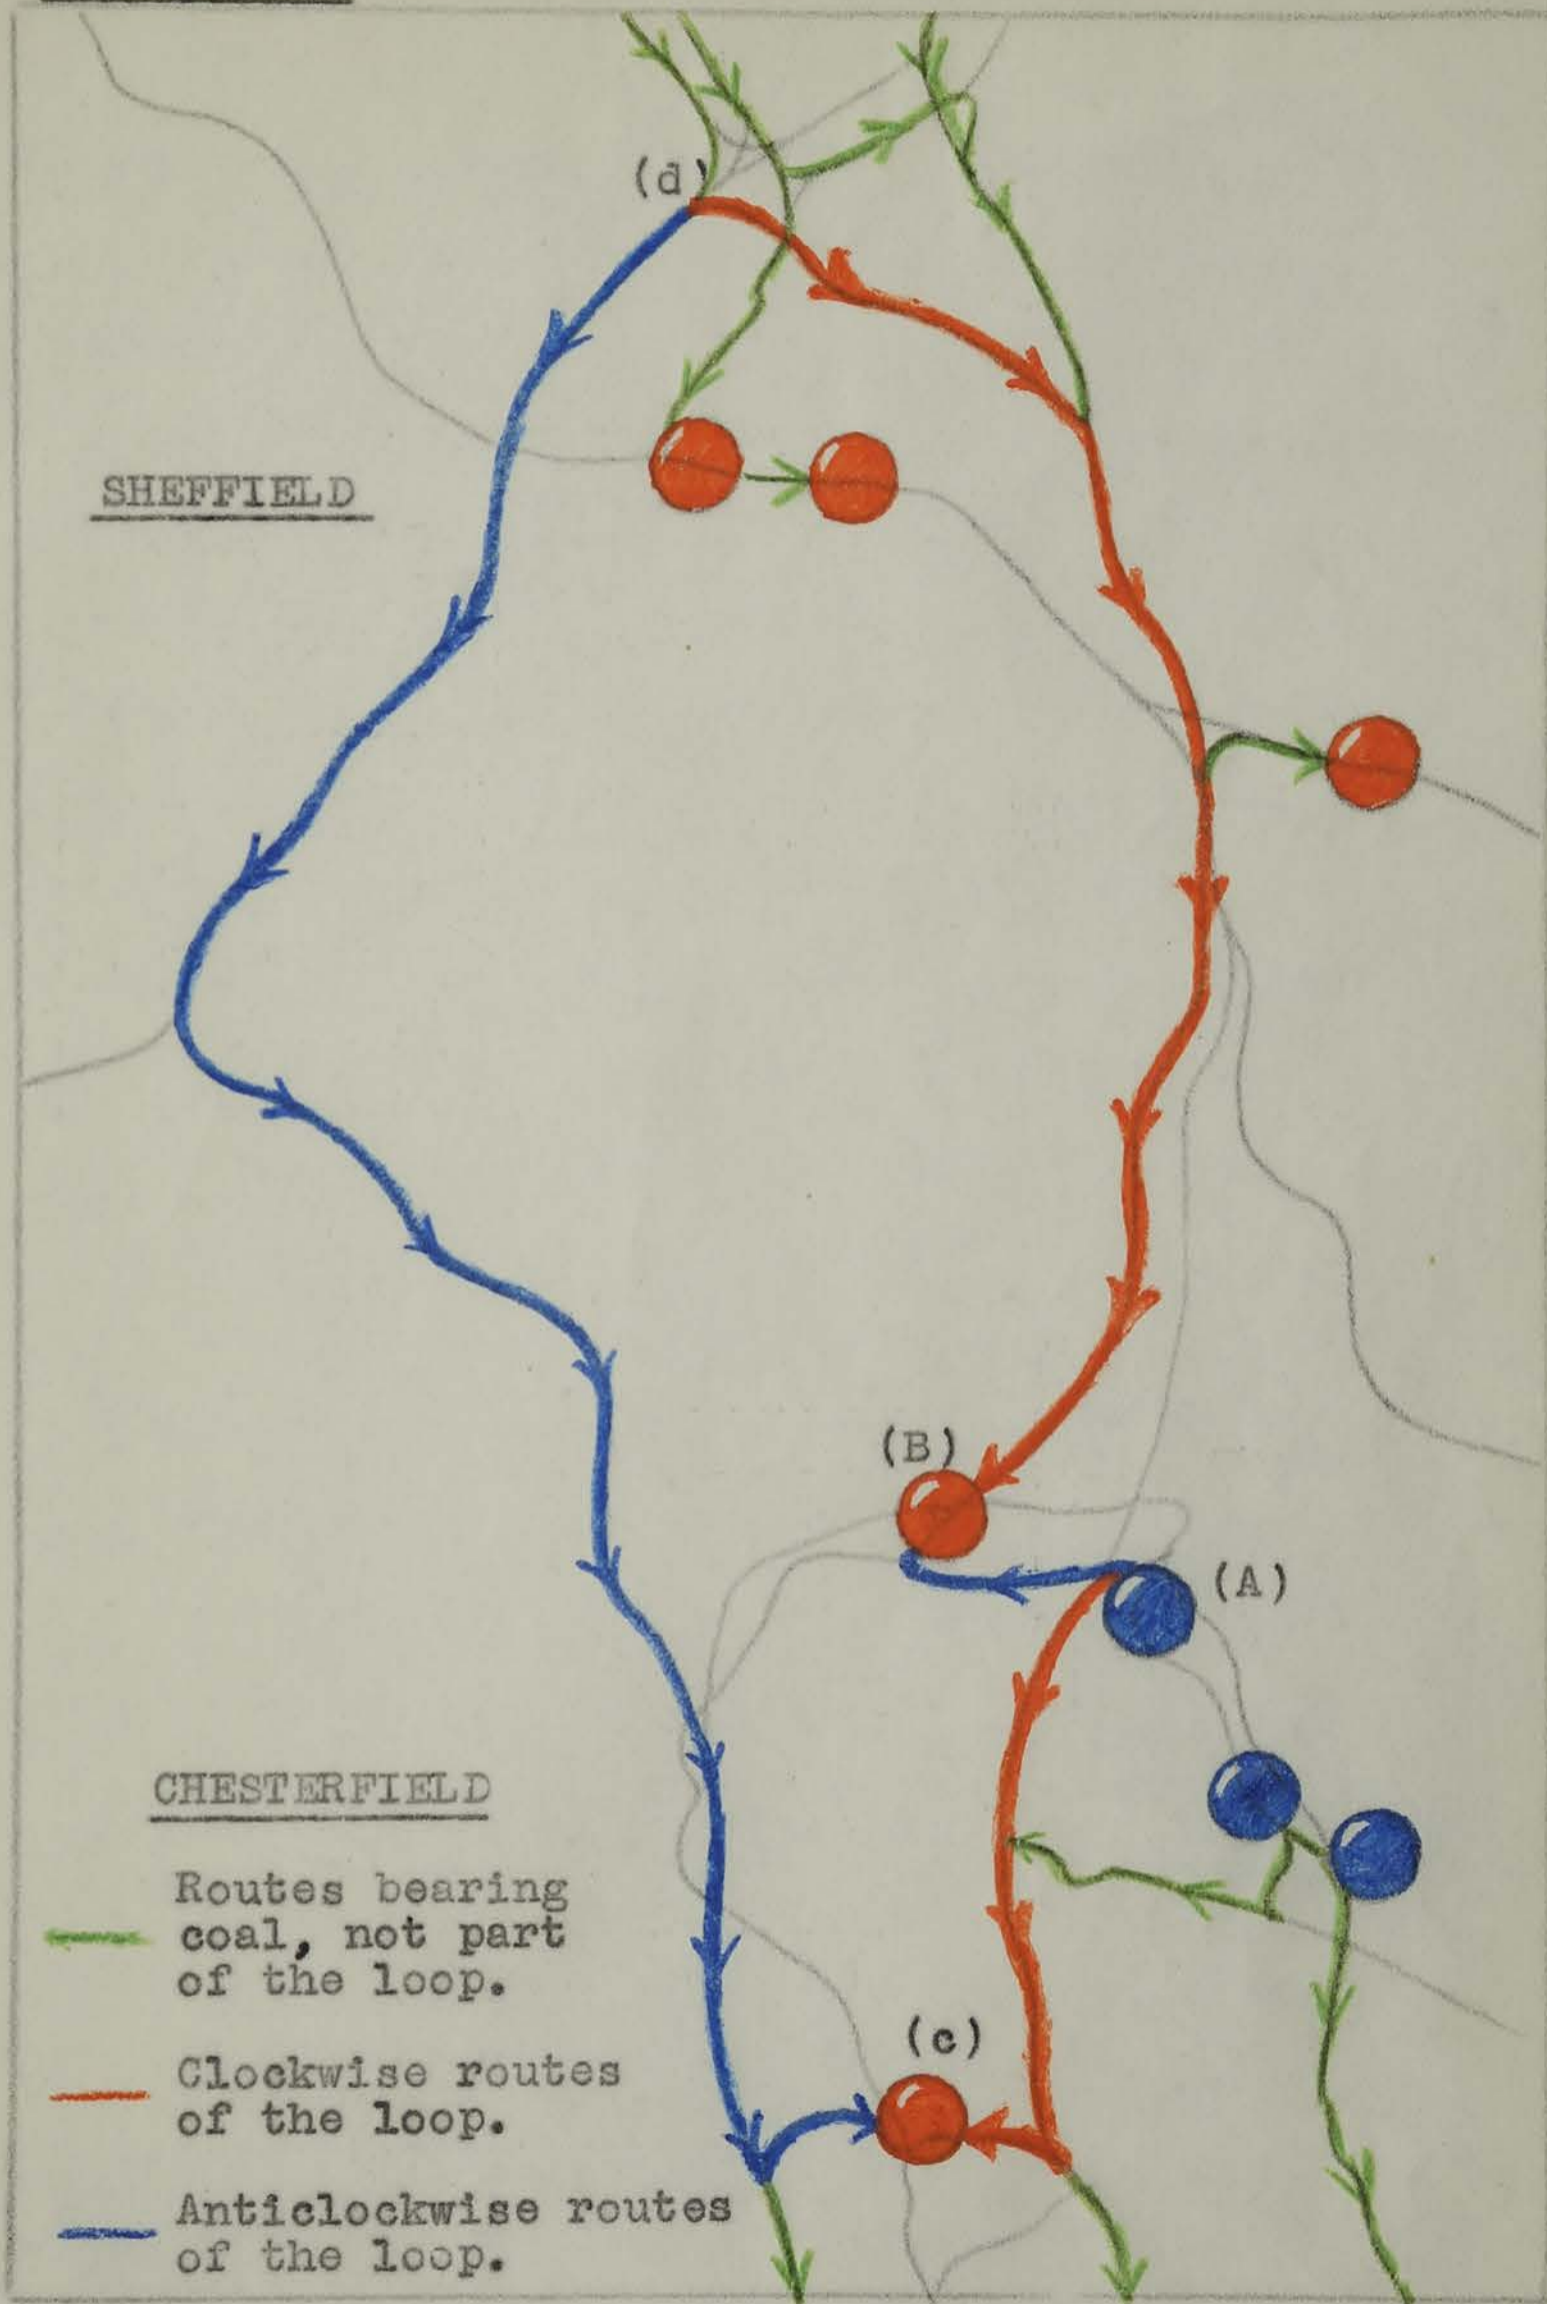 (d)
SHEFFIELD
(B)
(A)
CHESTERFIELD
Routes bearing
coal, not part
of the loop.
(c)
Clockwise routes
of the loop.
Anticlockwise routes
of the loop.